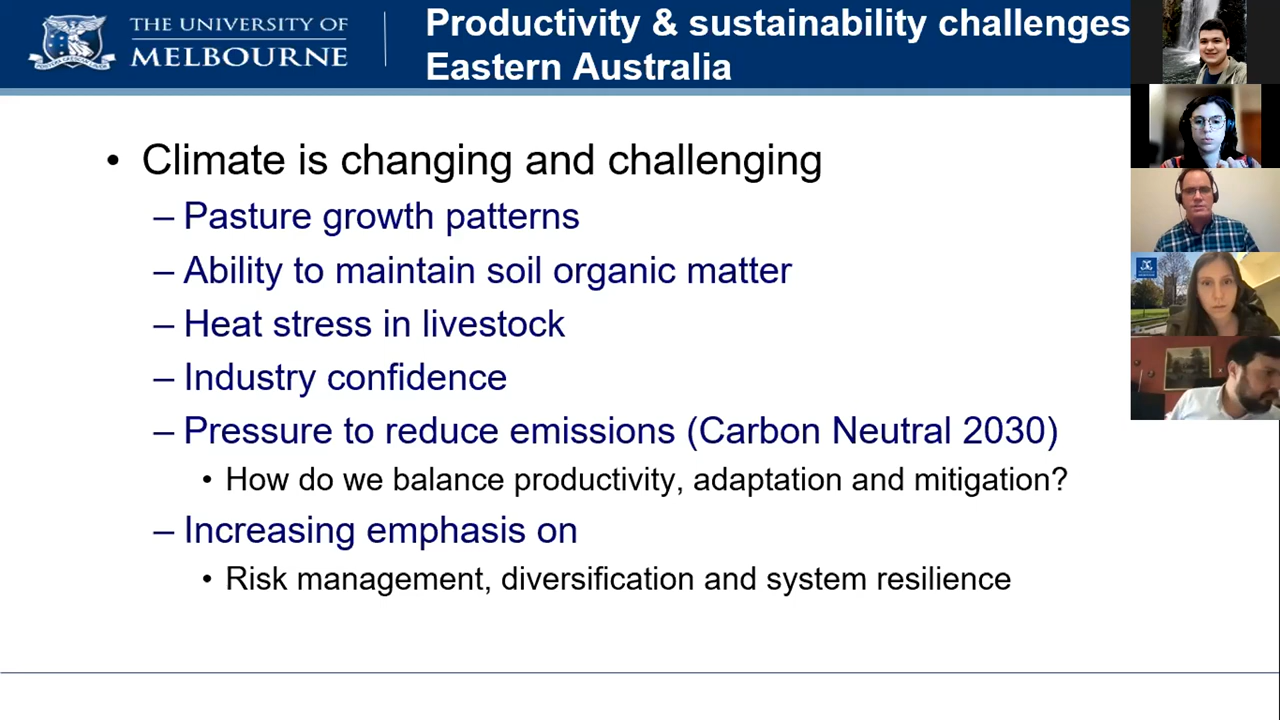 THE UNIVERSITY OF
MELBOURNE
Productivity & sustainability challenges
Eastern Australia
• Climate is changing and challenging
– Pasture growth patterns
– Ability to maintain soil organic matter
– Heat stress in livestock
– Industry confidence
– Pressure to reduce emissions (Carbon Neutral 2030)
• How do we balance productivity, adaptation and mitigation?
– Increasing emphasis on
• Risk management, diversification and system resilience